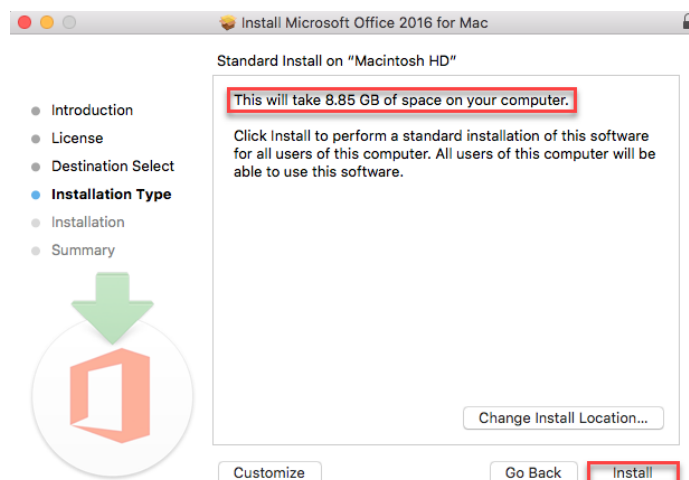 Install Microsoft Office 2016 for Mac
Standard Install on “Macintosh HD”
Introduction
License
Destination Select
Installation Type
Installation
Summary
This will take 8.85 GB of space on your computer.
Click Install to perform a standard installation of this software
for all users of this computer. All users of this computer will be
able to use this software.
Change Install Location...
Customize
Go Back
Install